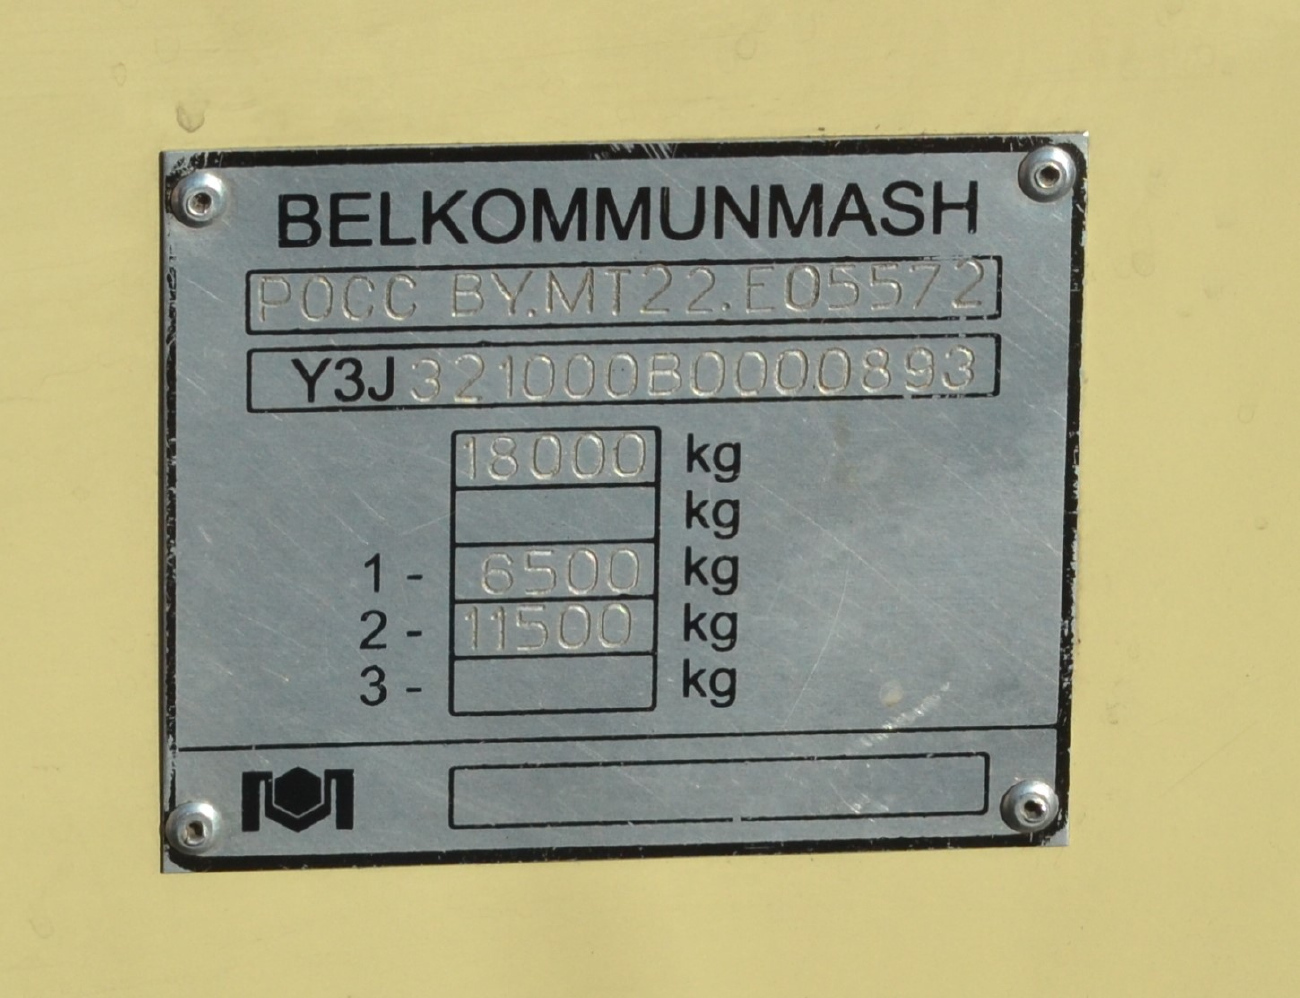 BELKOMMUNMASH
РОСС BY.MT22.E05572
Y3J321000B0000893
18000 kg
kg
1 - 6500 kg
2 - 11500 kg
3 - kg